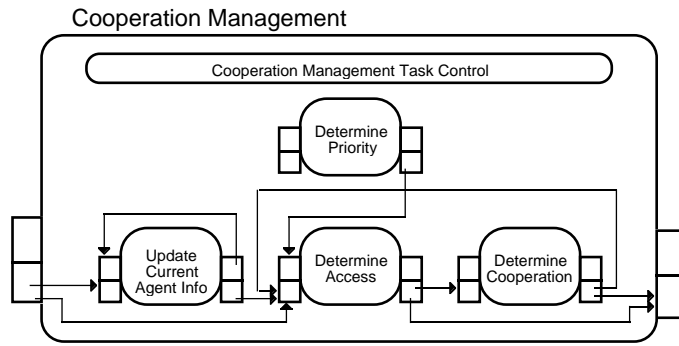 Cooperation Management
Cooperation Management Task Control
Determine
Priority
Update
Current
Agent Info
Determine
Access
Determine
Cooperation